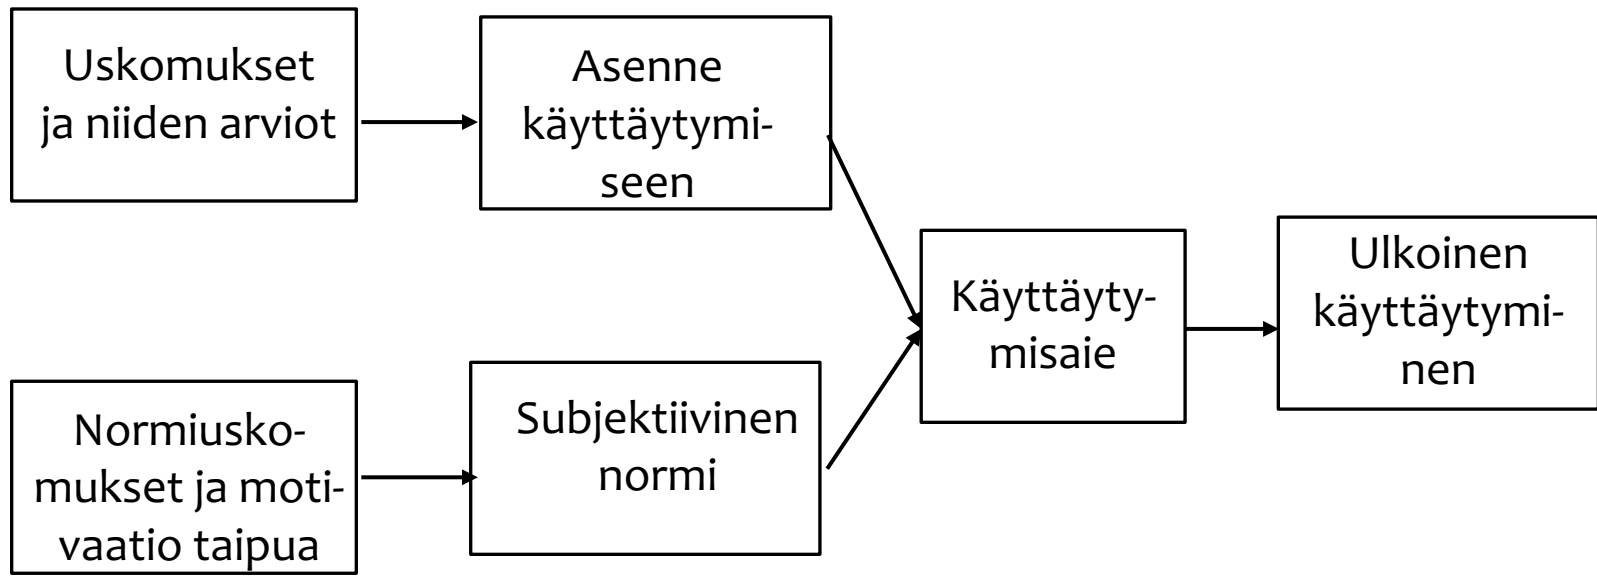 Uskomukset
ja niiden arviot
Asenne
käyttäytymi-
seen
Normiusko-
mukset ja moti-
vaatio taipua
Subjektiivinen
normi
Käyttäyty-
misaie
Ulkoinen
käyttäytymi-
nen